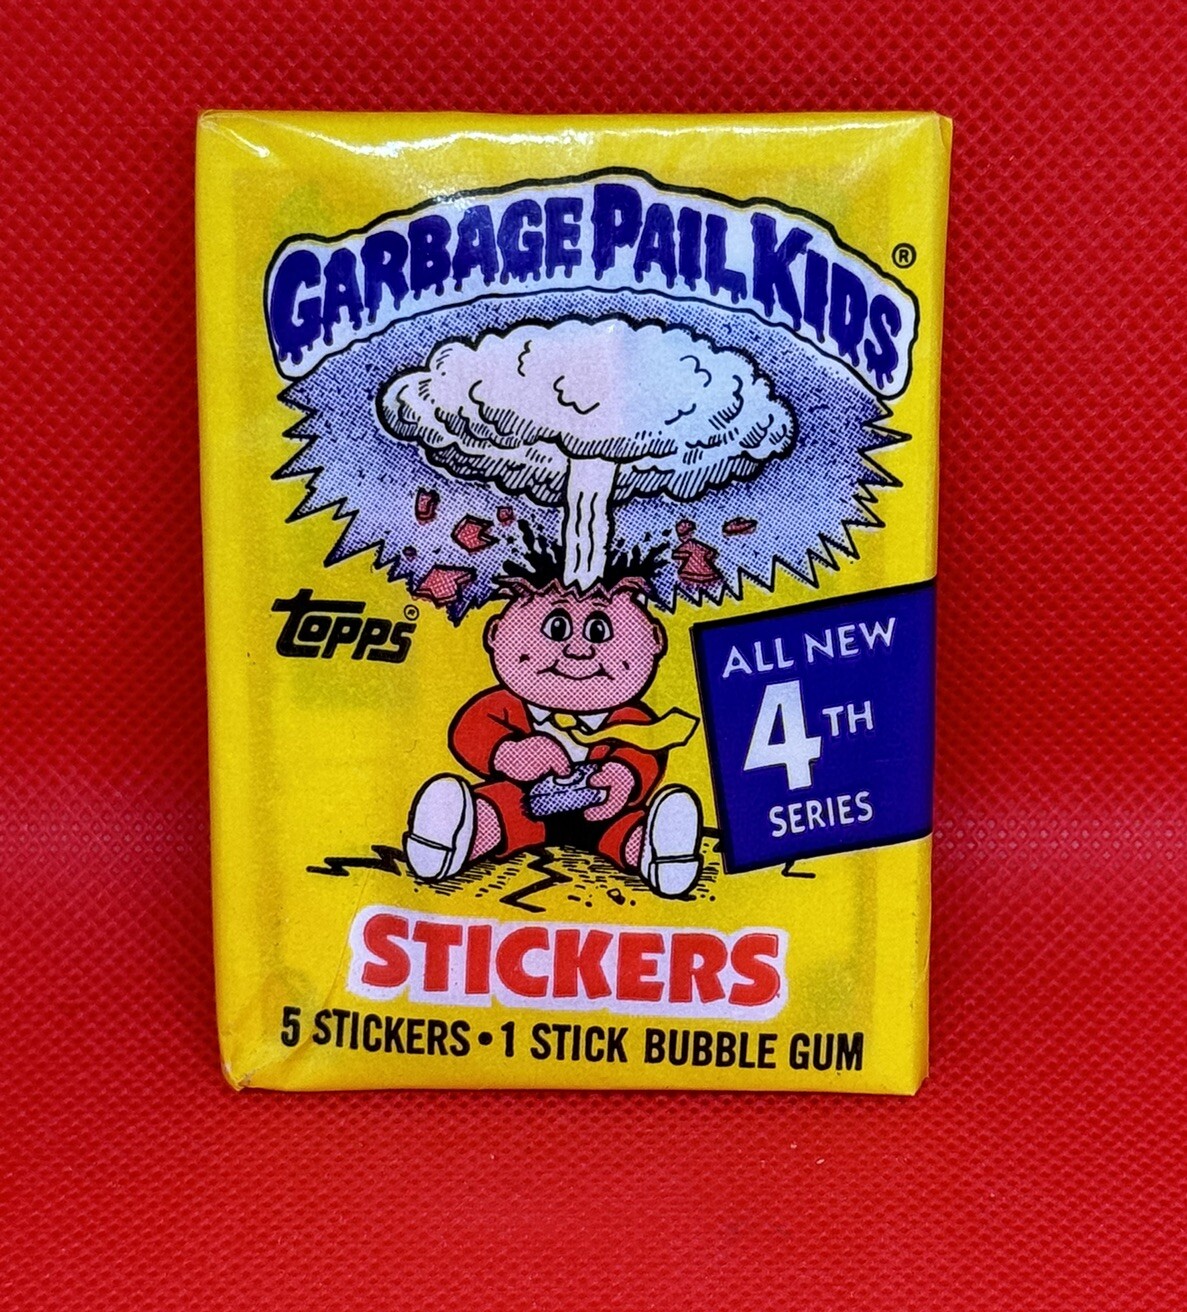 GARBAGE PAIL KIDS®
topps®
ALL NEW
4TH
SERIES
STICKERS
5 STICKERS • 1 STICK BUBBLE GUM